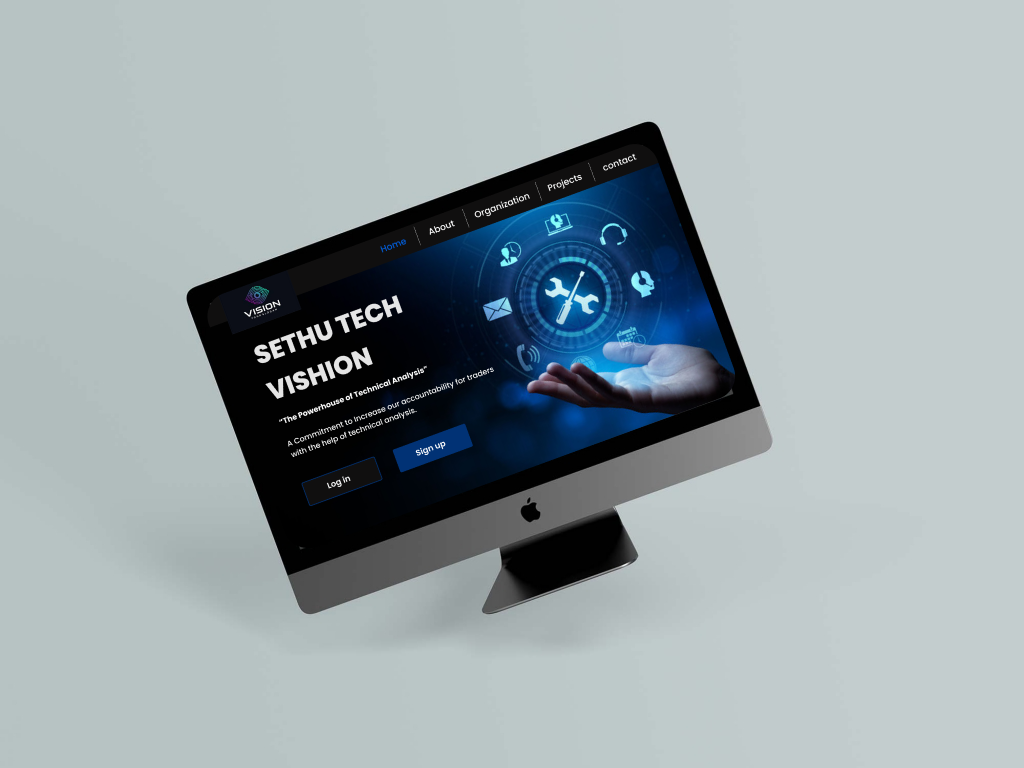 Home
About
Organization
Projects
contact
VISION
SETHU TECH
VISHION
"The Powerhouse of Technical Analysis"
A Commitment to Increase our accountability for traders
with the help of technical analysis.
Log in
Sign up